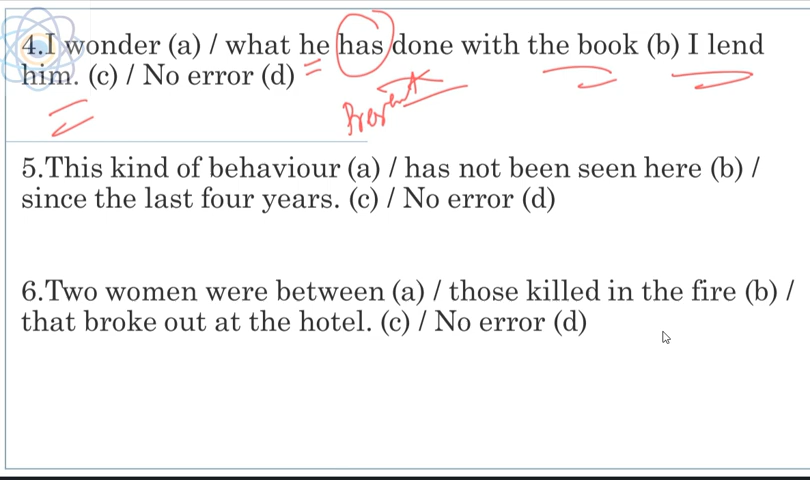 4.I wonder (a) / what he has done with the book (b) I lend
him. (c) / No error (d)
Present
5.This kind of behaviour (a) / has not been seen here (b) /
since the last four years. (c) / No error (d)
6.Two women were between (a) / those killed in the fire (b) /
that broke out at the hotel. (c) / No error (d)